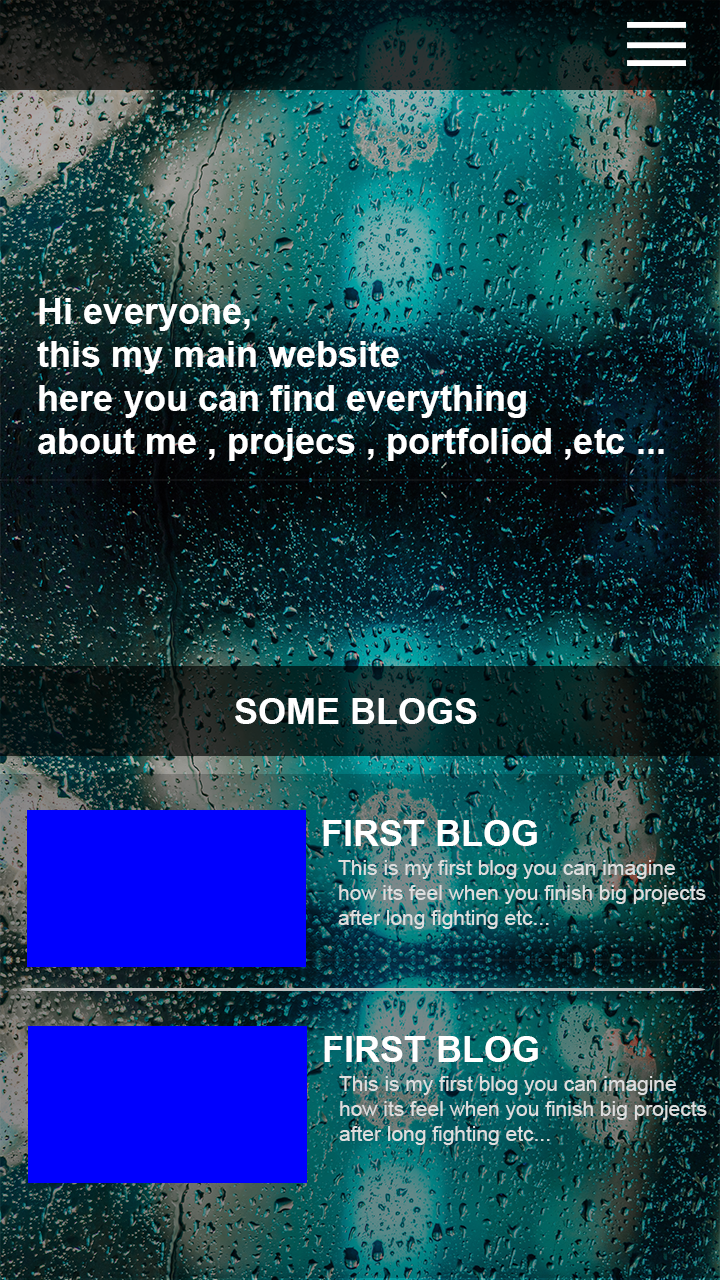 Hi everyone,
this my main website
here you can find everything
about me , projecs , portfoliod ,etc ...
SOME BLOGS
FIRST BLOG
This is my first blog you can imagine
how its feel when you finish big projects
after long fighting etc...
FIRST BLOG
This is my first blog you can imagine
how its feel when you finish big projects
after long fighting etc...